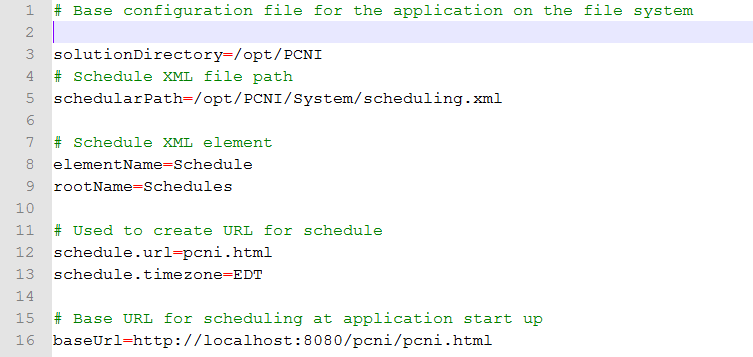 1 # Base configuration file for the application on the file system
2
3 solutionDirectory=/opt/PCNI
4 # Schedule XML file path
5 schedularPath=/opt/PCNI/System/scheduling.xml
6
7 # Schedule XML element
8 elementName=Schedule
9 rootName=Schedules
10
11 # Used to create URL for schedule
12 schedule.url=pcni.html
13 schedule.timezone=EDT
14
15 # Base URL for scheduling at application start up
16 baseUrl=http://localhost:8080/pcni/pcni.html